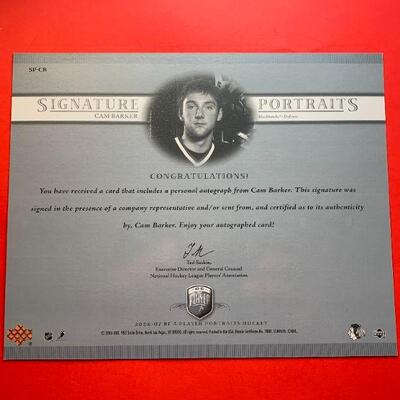 SP-CB
SIGNATURE PORTRAITS
CAM BARKER Blackhawks • Defense
CONGRATULATIONS!
You have received a card that includes a personal autograph from Cam Barker. This signature was
signed in the presence of a company representative and/or sent from, and certified as to its authenticity
by, Cam Barker. Enjoy your autographed card!
Ted Saskin,
Executive Director and General Counsel
National Hockey League Players' Association.
2006-07 BE A PLAYER PORTRAITS HOCKEY